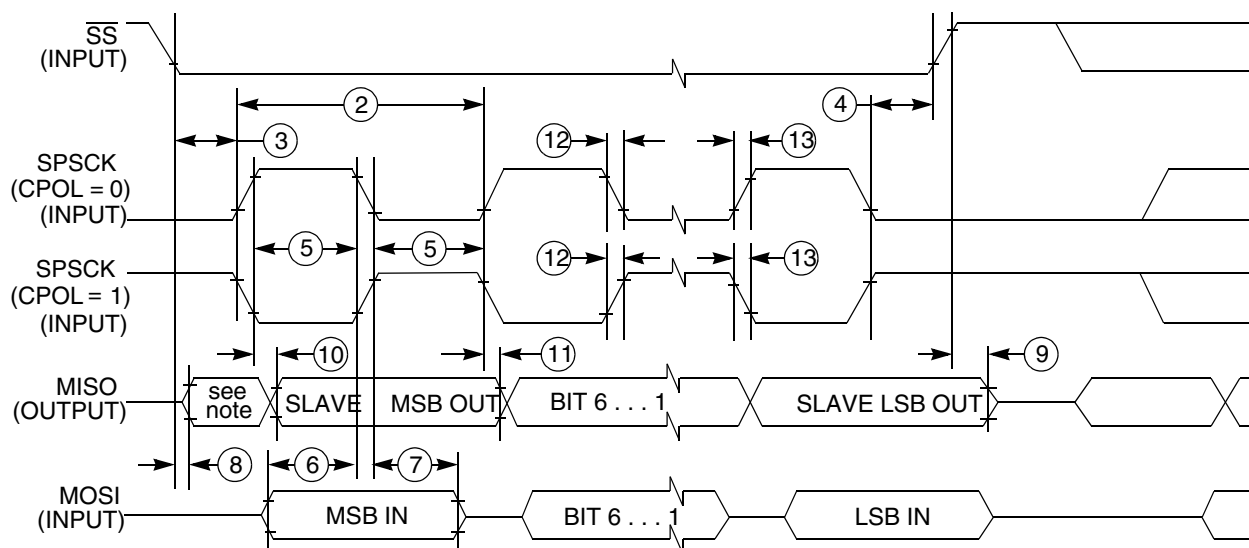 SS
(INPUT)
2
4
3
12
13
SPSCK
(CPOL = 0)
(INPUT)
5
5
SPSCK
(CPOL = 1)
(INPUT)
12
13
10
11
9
MISO
(OUTPUT)
see
note
SLAVE
MSB OUT
BIT 6 . . . 1
SLAVE LSB OUT
8
6
7
MOSI
(INPUT)
MSB IN
BIT 6 . . . 1
LSB IN